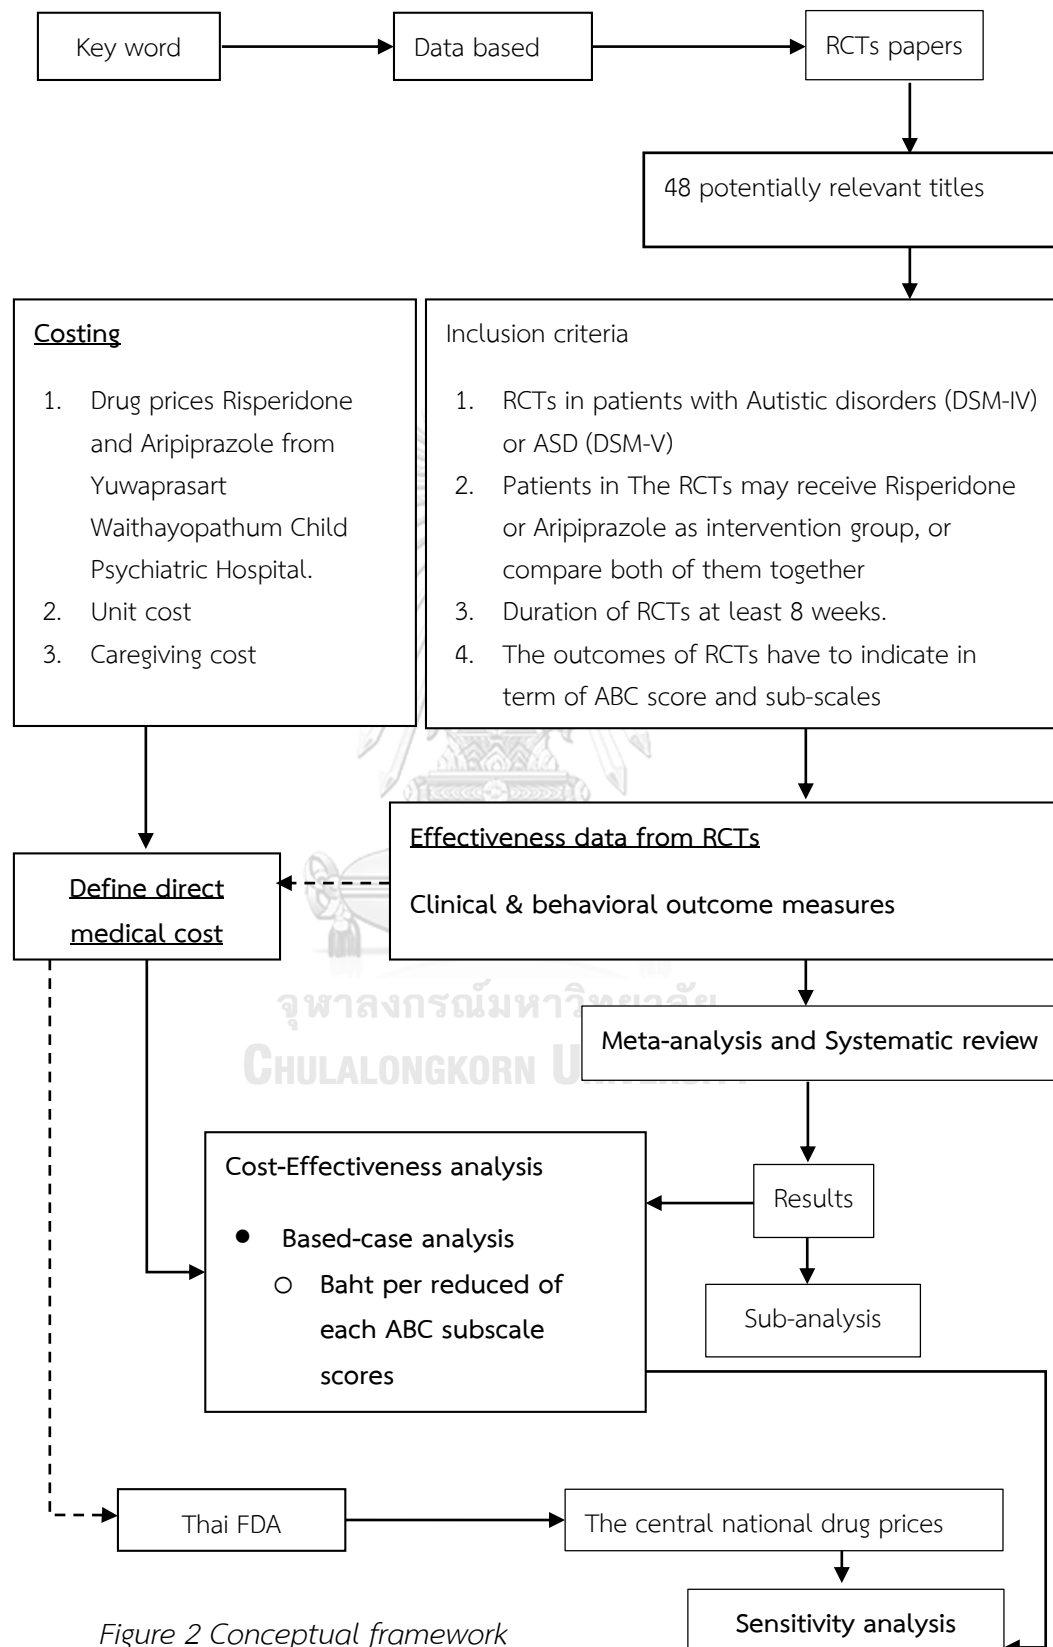 Key word
Data based
RCTs papers
48 potentially relevant titles
Costing
1. Drug prices Risperidone
and Aripiprazole from
Yuwaprasart
Waithayopathum Child
Psychiatric Hospital.
2. Unit cost
3. Caregiving cost
Inclusion criteria
1. RCTs in patients with Autistic disorders (DSM-IV)
or ASD (DSM-V)
2. Patients in The RCTs may receive Risperidone
or Aripiprazole as intervention group, or
compare both of them together
3. Duration of RCTs at least 8 weeks.
4. The outcomes of RCTs have to indicate in
term of ABC score and sub-scales
Define direct
medical cost
Effectiveness data from RCTs
Clinical & behavioral outcome measures
จุฬาลงกรณ์มหาวิทยาลัย
CHULALONGKORN UNIVERSITY
Meta-analysis and Systematic review
Cost-Effectiveness analysis
● Based-case analysis
○ Baht per reduced of
each ABC subscale
scores
Results
Sub-analysis
Thai FDA
The central national drug prices
Sensitivity analysis
Figure 2 Conceptual framework